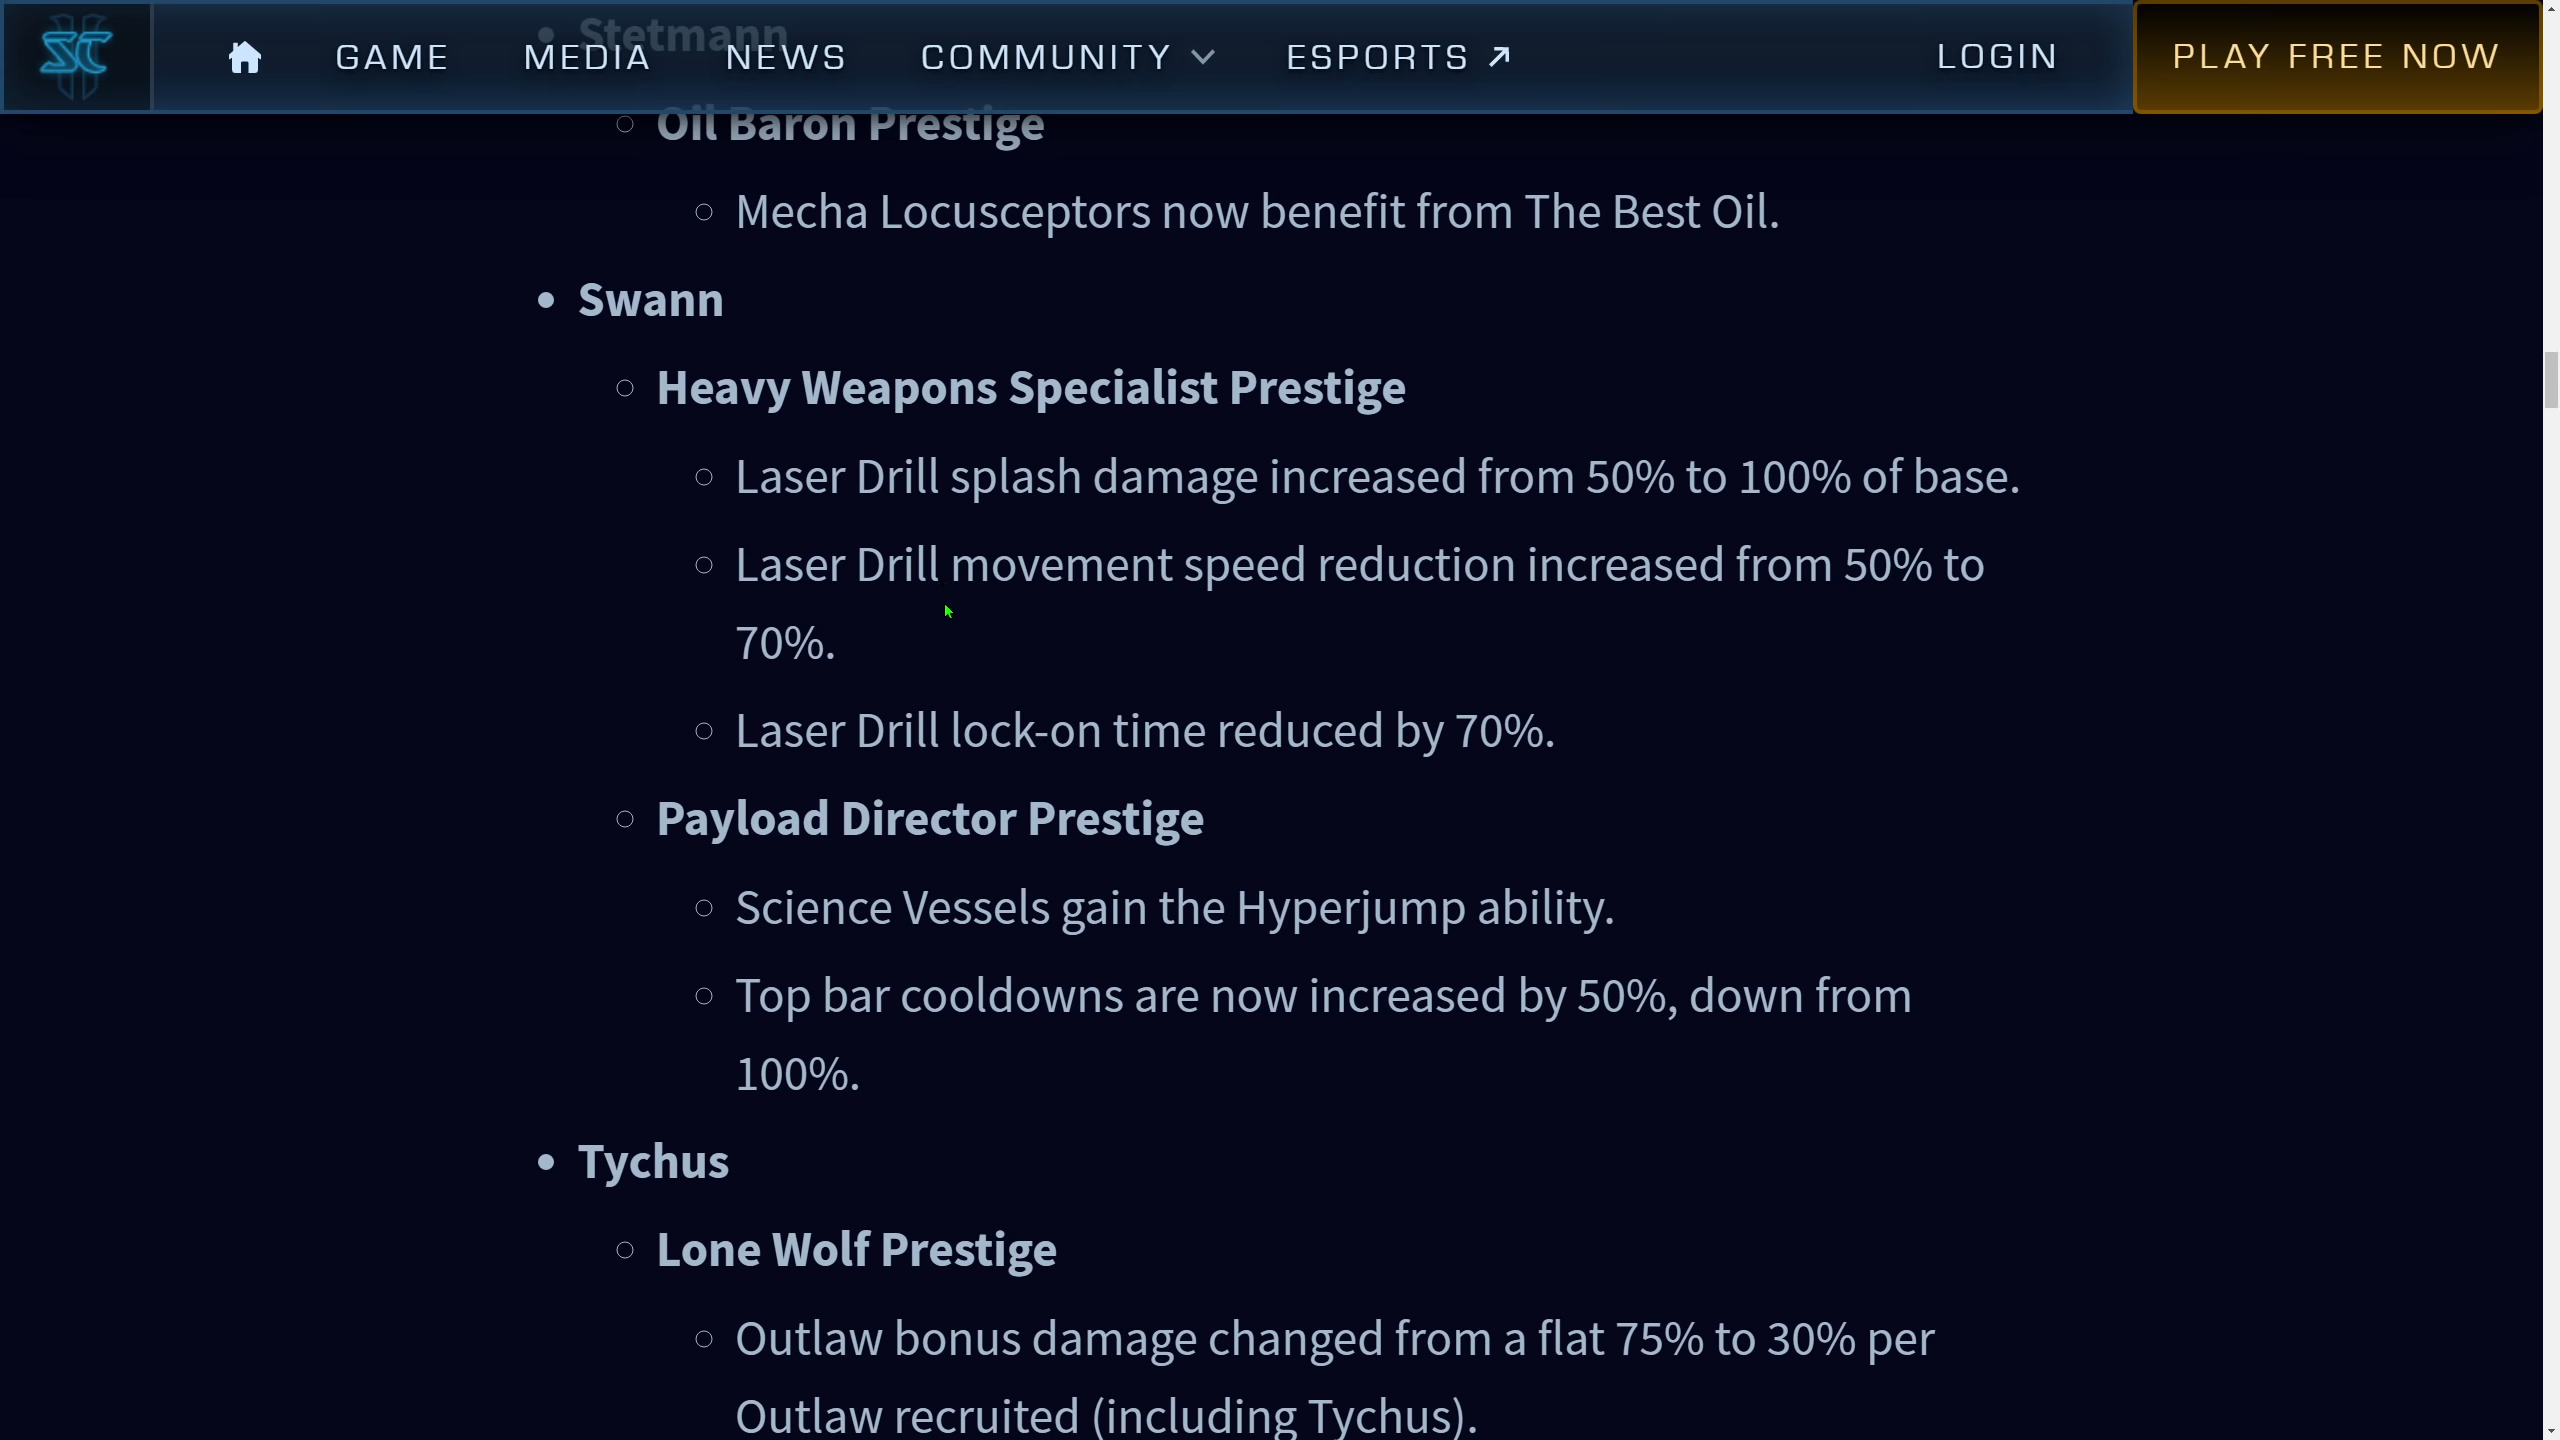 SC
GAME MEDIA NEWS COMMUNITY ESPORTS LOGIN PLAY FREE NOW
Stetmann
Oil Baron Prestige
Mecha Locusceptors now benefit from The Best Oil.
Swann
Heavy Weapons Specialist Prestige
Laser Drill splash damage increased from 50% to 100% of base.
Laser Drill movement speed reduction increased from 50% to
70%.
Laser Drill lock-on time reduced by 70%.
Payload Director Prestige
Science Vessels gain the Hyperjump ability.
Top bar cooldowns are now increased by 50%, down from
100%.
Tychus
Lone Wolf Prestige
Outlaw bonus damage changed from a flat 75% to 30% per
Outlaw recruited (including Tychus).